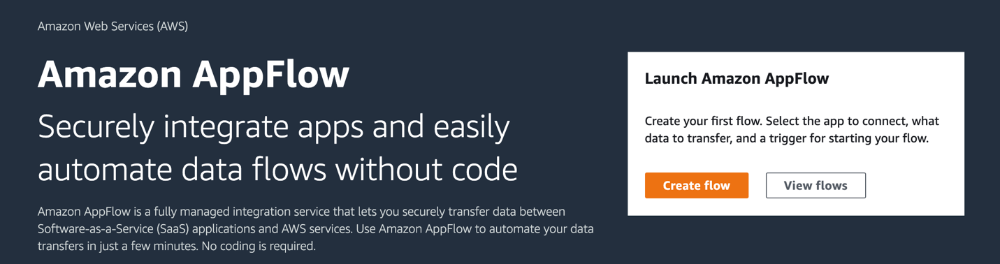 Amazon Web Services (AWS)
Amazon AppFlow
Securely integrate apps and easily
automate data flows without code
Amazon AppFlow is a fully managed integration service that lets you securely transfer data between
Software-as-a-Service (SaaS) applications and AWS services. Use Amazon AppFlow to automate your data
transfers in just a few minutes. No coding is required.
Launch Amazon AppFlow
Create your first flow. Select the app to connect, what
data to transfer, and a trigger for starting your flow.
Create flow
View flows